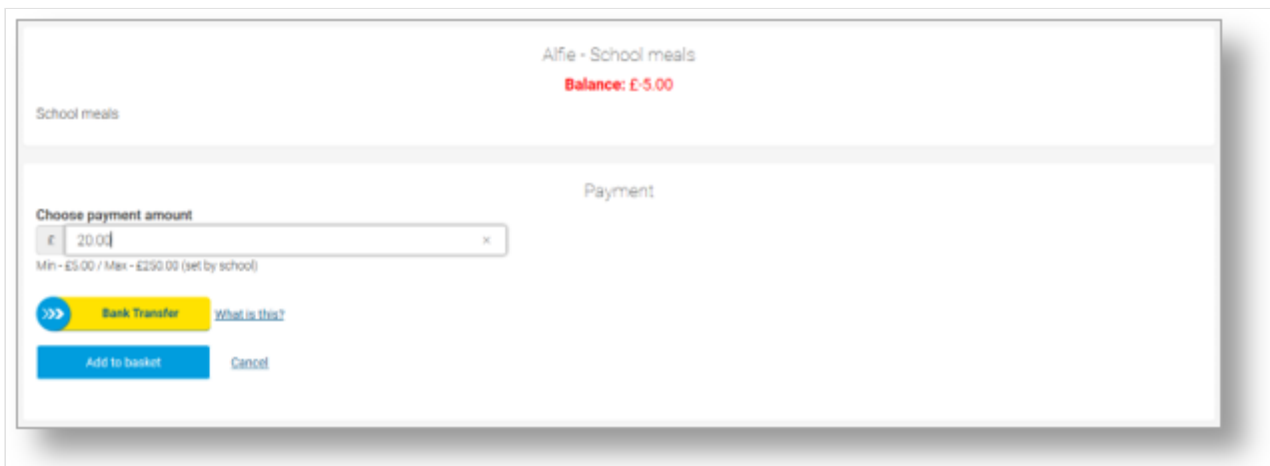 Alfie - School meals
Balance: £-5.00
School meals
Payment
Choose payment amount
£ 20.00 ×
Min - £5.00 / Max - £250.00 (set by school)
>>> Bank Transfer What is this?
Add to basket Cancel